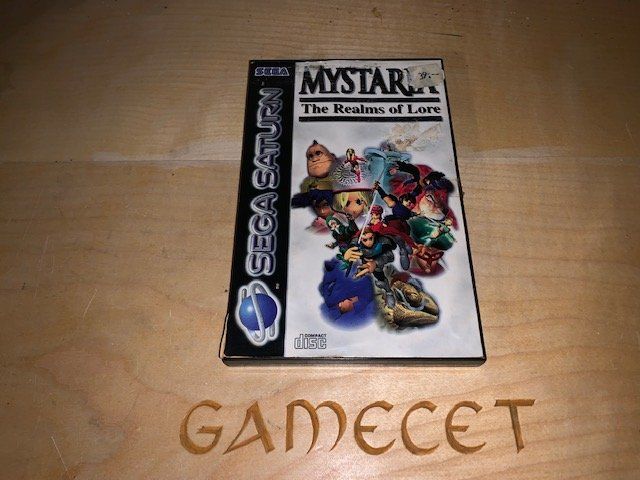 SEGA
MYSTARIA
The Realms of Lore
SEGA SATURN
COMPACT
disc
GAMECET